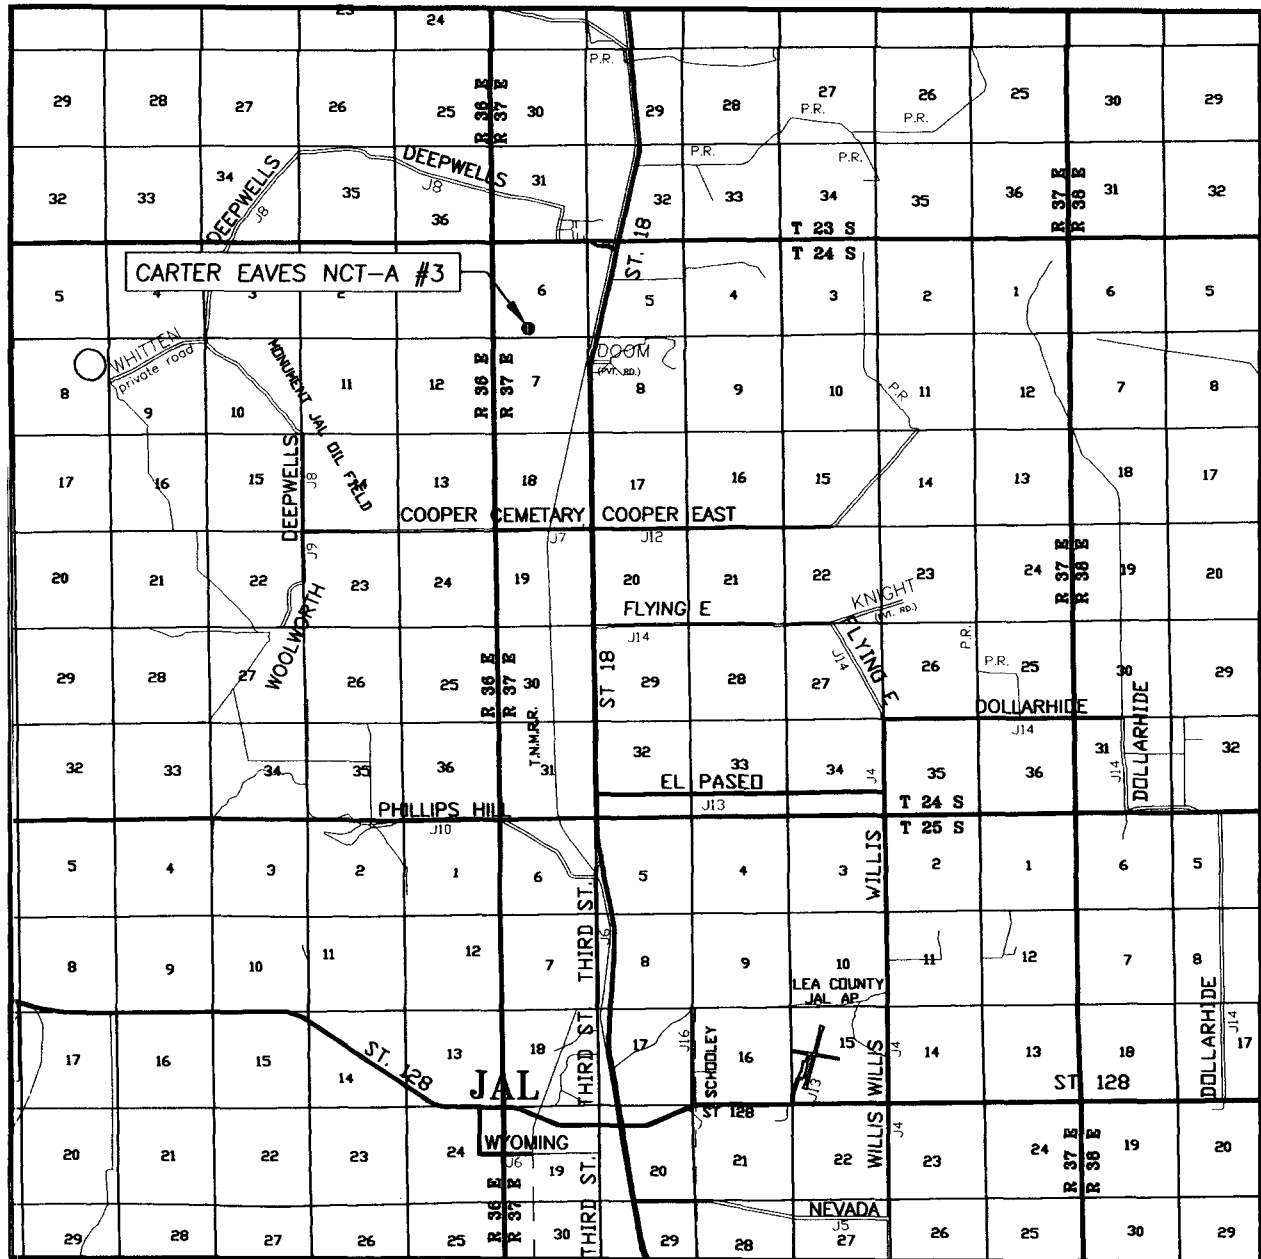 23 24
29 28 27 26 25 R 36 E R 37 E 30 29 28 27 26 25 30 29
P.R.
P.R. P.R.
DEEPWELLS DEEPWELLS P.R. P.R.
J8 J8
32 33 34 35 36 31 32 33 34 35 36 R 37 E R 38 E 31 32
ST. 18
T 23 S
T 24 S
CARTER EAVES NCT-A #3
5 4 3 2 6 5 4 3 2 1 6 5
WHITTEN
private road
MONUMENT JAL OIL FIELD
DOOM
(PVT. RD.)
8 9 10 11 12 R 36 E R 37 E 7 8 9 10 11 12 7 8
P.R.
17 16 15 13 18 17 16 15 14 13 18 17
DEEPWELLS J8
COOPER CEMETARY COOPER EAST
J9 J7 J12
20 21 22 23 24 19 20 21 22 23 24 R 37 E R 38 E 19 20
WOOLWORTH
FLYING E
J14
KNIGHT
(PVT. RD.)
FLYING E
J14
P.R. P.R.
29 28 27 26 25 R 36 E R 37 E 30 29 28 27 26 25 30 29
ST 18
T.N.M.R.R.
DOLLARHIDE
J14
DOLLARHIDE
J14
32 33 34 35 36 31 32 33 34 35 36 31 32
EL PASEO
J13
J4
T 24 S
T 25 S
PHILLIPS HILL
J10
5 4 3 2 1 6 5 4 3 2 1 6 5
WILLIS
THIRD ST.
THIRD ST.
J6
8 9 10 11 12 7 8 9 10 11 12 7 8
LEA COUNTY
JAL AP.
DOLLARHIDE
J14
17 16 15 14 13 18 17 16 15 14 13 18 17
ST. 128
JAL
THIRD ST.
J16
SCHOOLEY
J13
WILLIS WILLIS
J4
ST 128
ST 128
WYOMING
J6
J4
20 21 22 23 24 19 20 21 22 23 24 R 37 E R 38 E 19 20
THIRD ST.
NEVADA
J5
29 28 27 26 25 R 36 E R 37 E 30 29 28 27 26 25 30 29